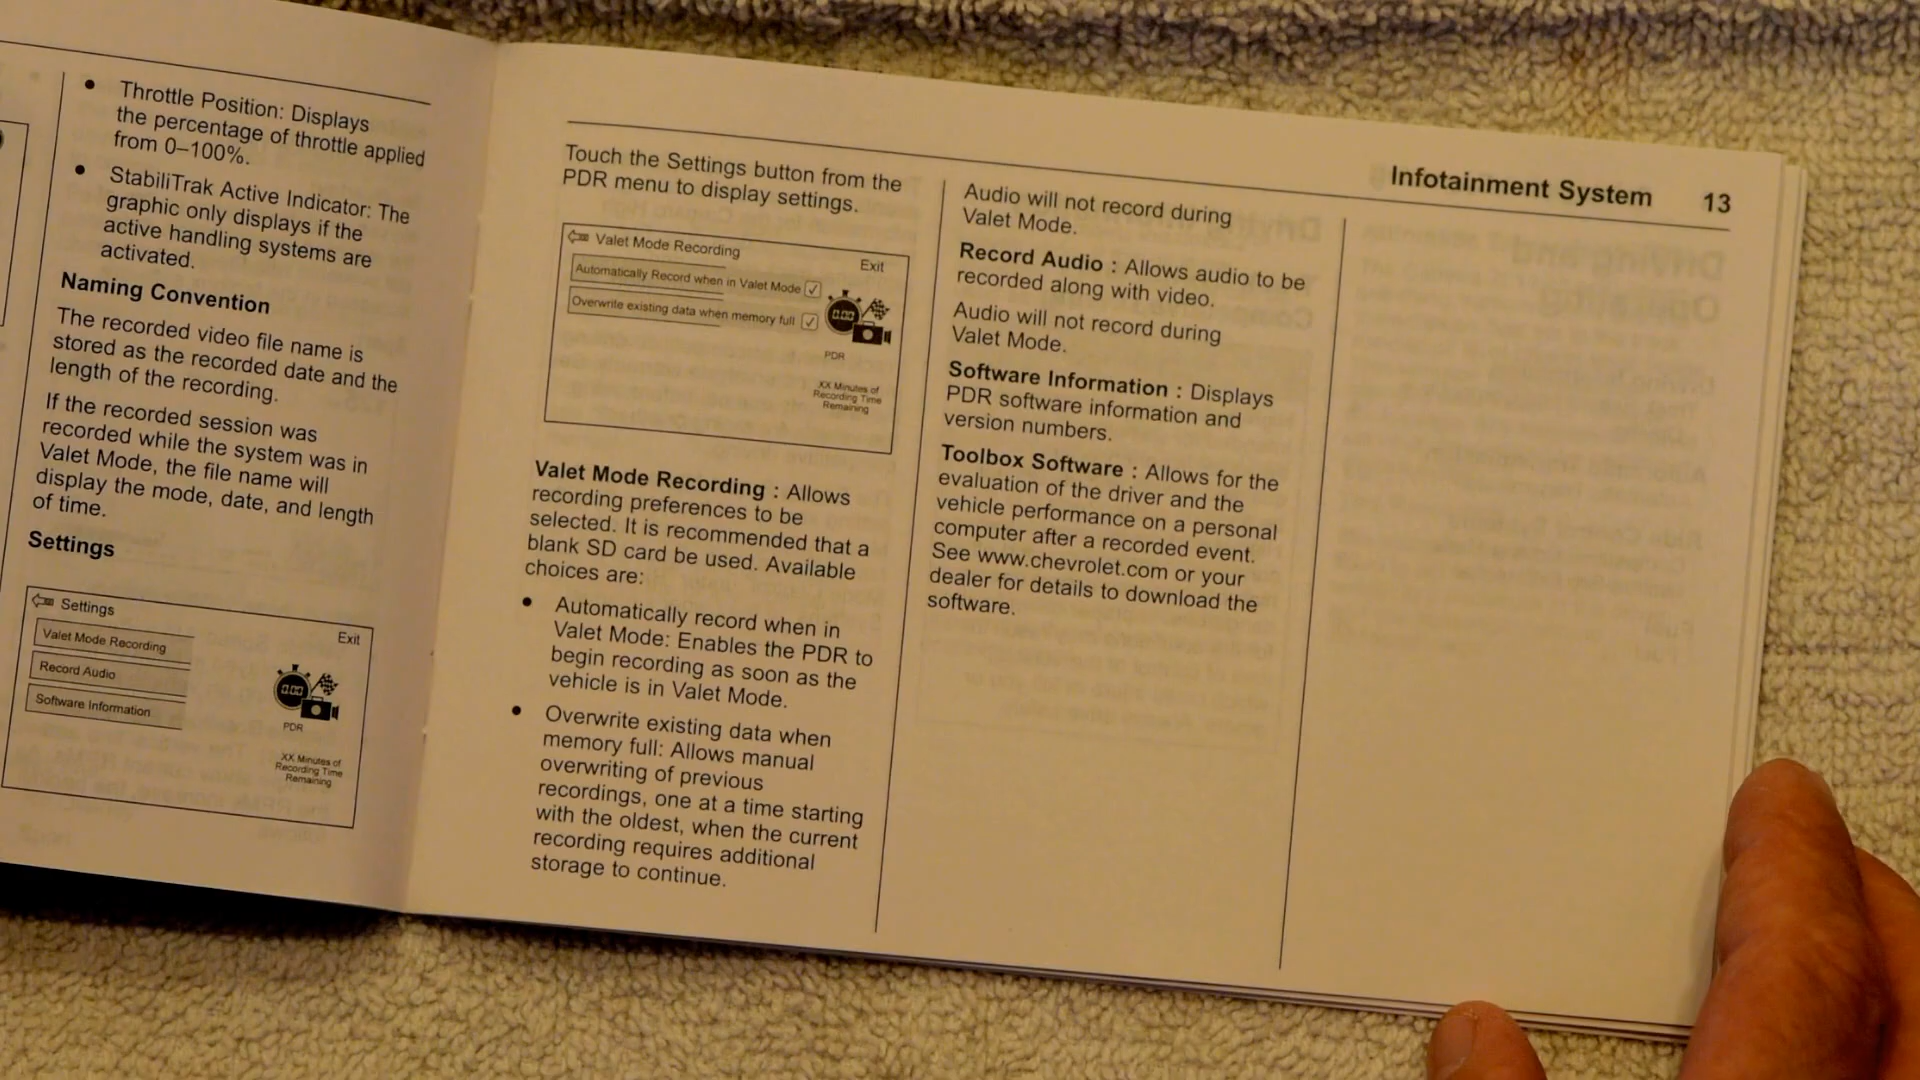 • Throttle Position: Displays
the percentage of throttle applied
from 0–100%.
• StabiliTrak Active Indicator: The
graphic only displays if the
active handling systems are
activated.
Naming Convention
The recorded video file name is
stored as the recorded date and the
length of the recording.
If the recorded session was
recorded while the system was in
Valet Mode, the file name will
display the mode, date, and length
of time.
Settings
Settings
Exit
Valet Mode Recording
Record Audio
Software Information
0.00
PDR
XX Minutes of
Recording Time
Remaining
Infotainment System 13
Touch the Settings button from the
PDR menu to display settings.
Valet Mode Recording
Exit
Automatically Record when in Valet Mode
Overwrite existing data when memory full
0.00
PDR
XX Minutes of
Recording Time
Remaining
Valet Mode Recording : Allows
recording preferences to be
selected. It is recommended that a
blank SD card be used. Available
choices are:
• Automatically record when in
Valet Mode: Enables the PDR to
begin recording as soon as the
vehicle is in Valet Mode.
• Overwrite existing data when
memory full: Allows manual
overwriting of previous
recordings, one at a time starting
with the oldest, when the current
recording requires additional
storage to continue.
Audio will not record during
Valet Mode.
Record Audio : Allows audio to be
recorded along with video.
Audio will not record during
Valet Mode.
Software Information : Displays
PDR software information and
version numbers.
Toolbox Software : Allows for the
evaluation of the driver and the
vehicle performance on a personal
computer after a recorded event.
See www.chevrolet.com or your
dealer for details to download the
software.